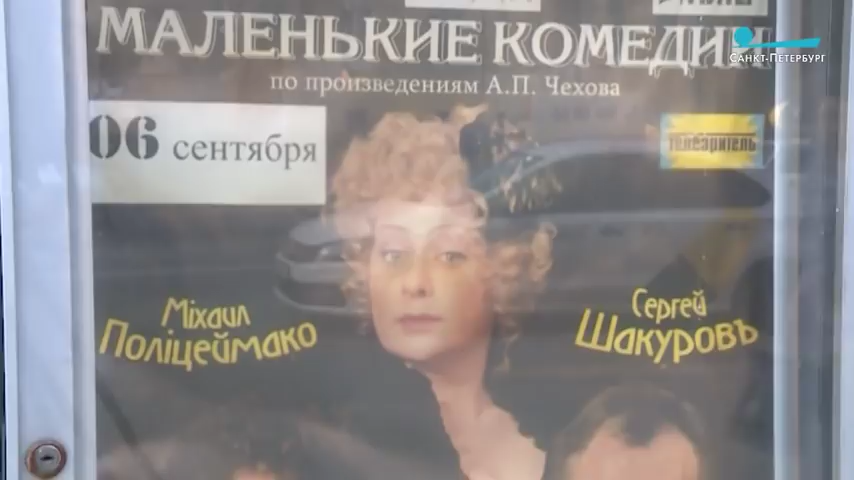 МАЛЕНЬКИЕ КОМЕДИИ
Санкт-Петербург
по произведениям А.П. Чехова
06 сентября
телезритель
Міхаил
Поліцеймако
Сергей
Шакуровъ